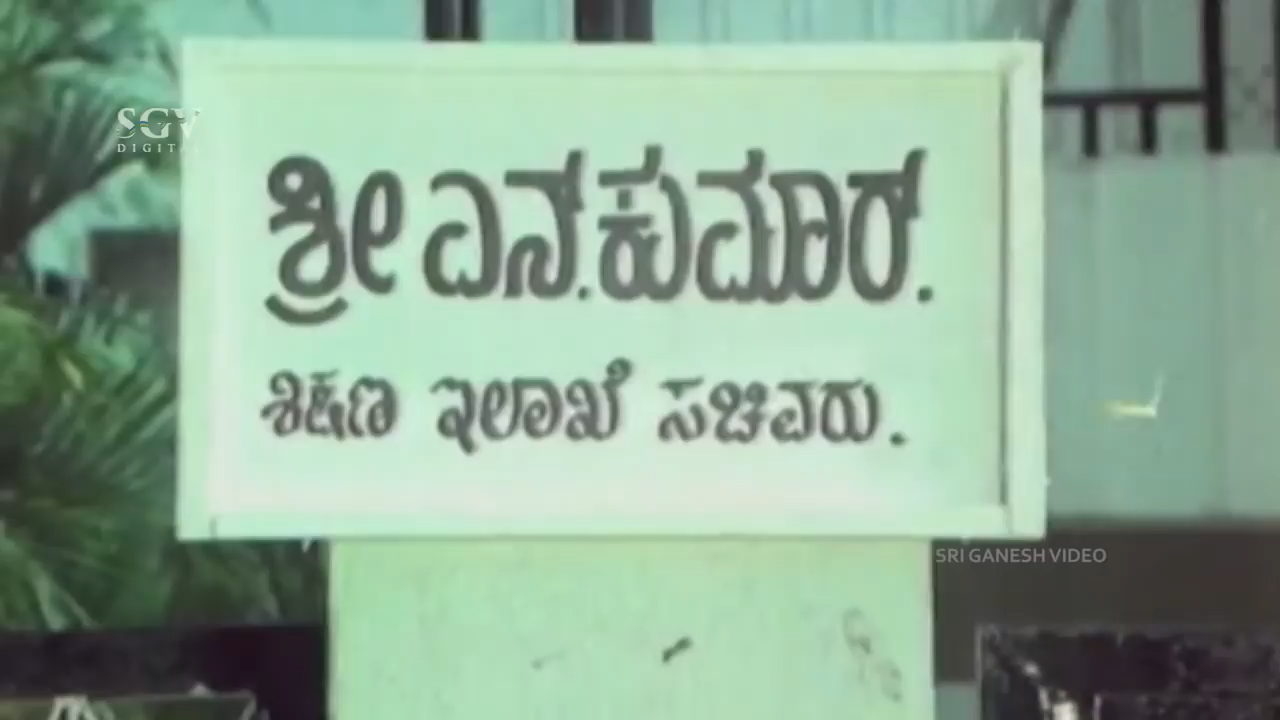 SGV
DIGITAL
ಶ್ರೀ ಎನ್.ಕುಮಾರ್.
ಶಿಕ್ಷಣ ಇಲಾಖೆ ಸಚಿವರು.
SRI GANESH VIDEO